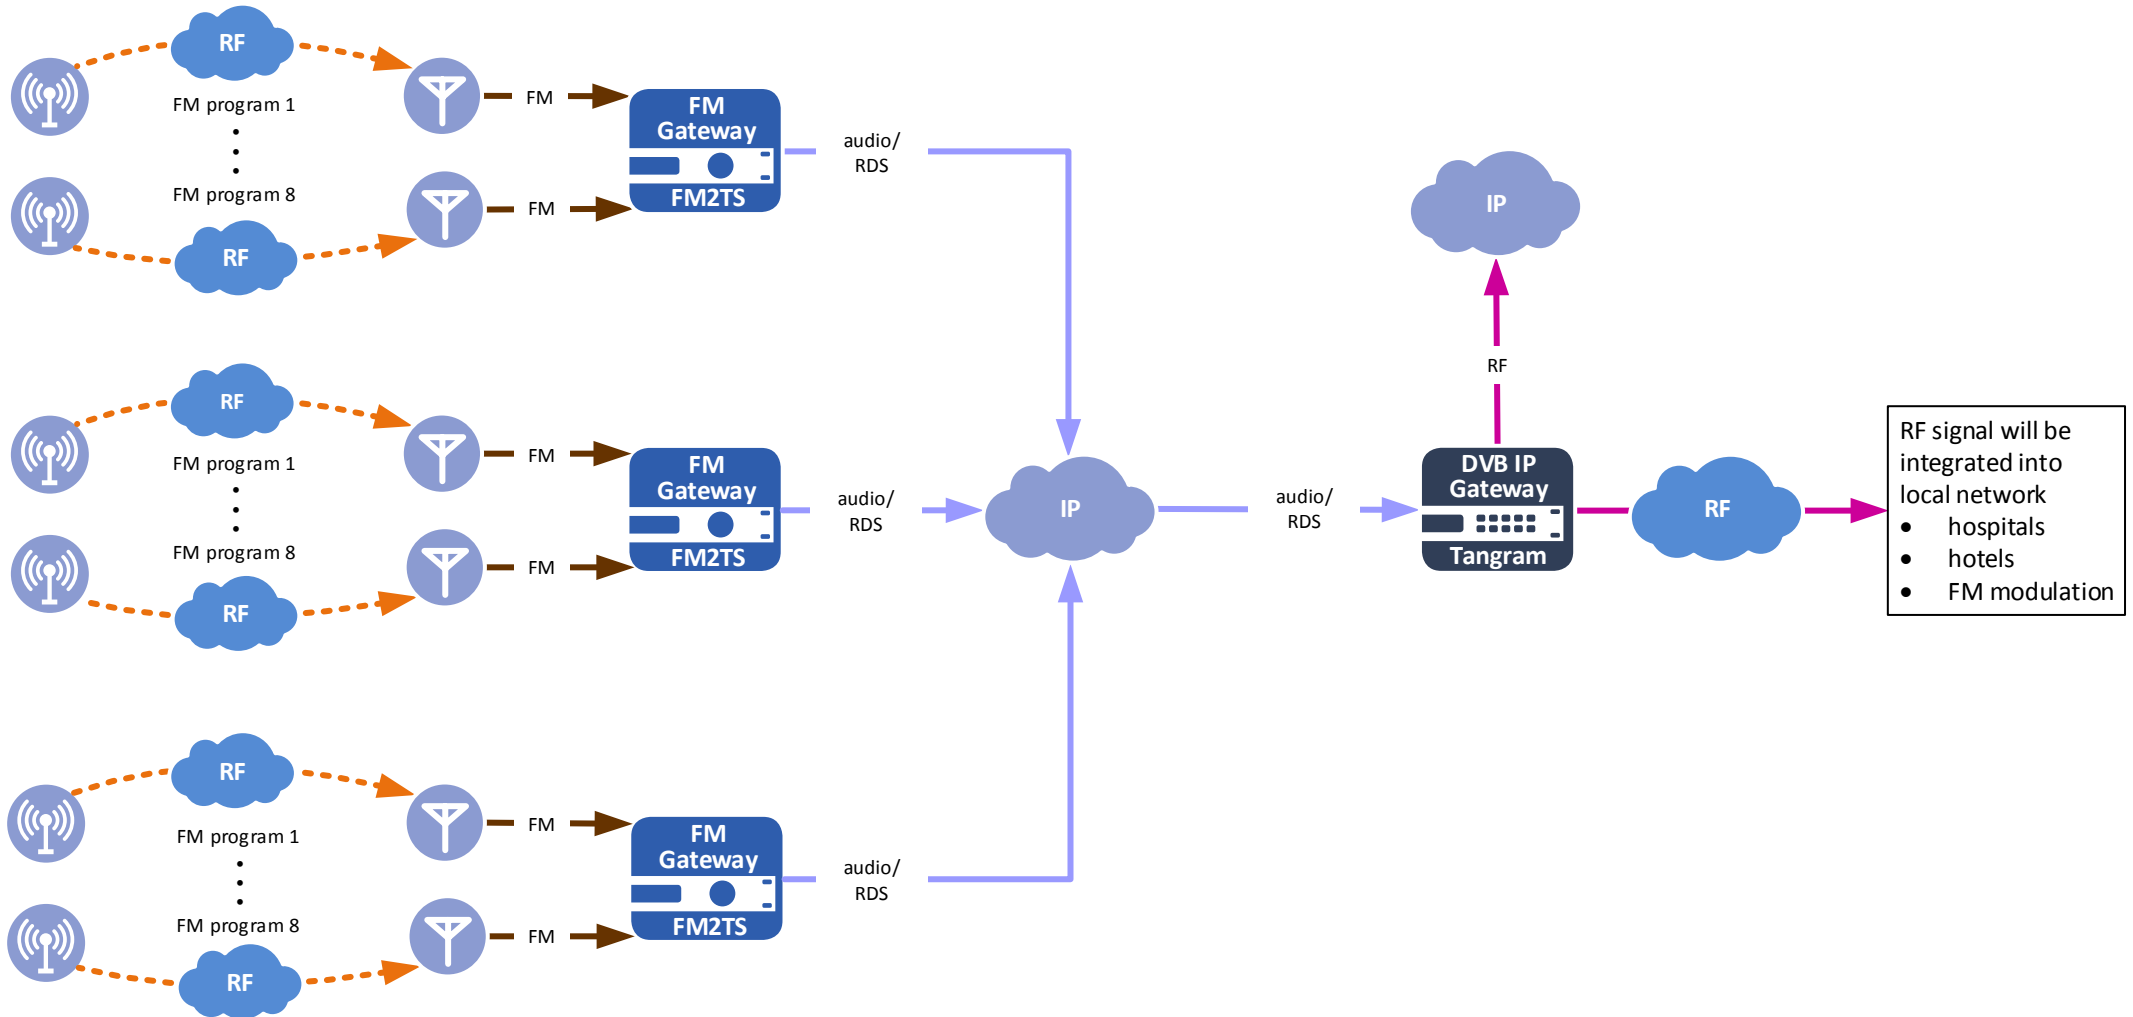 RF
FM program 1
FM program 8
RF
FM
FM
FM
Gateway
FM2TS
audio/
RDS
RF
FM program 1
FM program 8
RF
FM
FM
FM
Gateway
FM2TS
audio/
RDS
RF
FM program 1
FM program 8
RF
FM
FM
FM
Gateway
FM2TS
audio/
RDS
IP
audio/
RDS
IP
RF
DVB IP
Gateway
Tangram
RF
RF signal will be
integrated into
local network
• hospitals
• hotels
• FM modulation